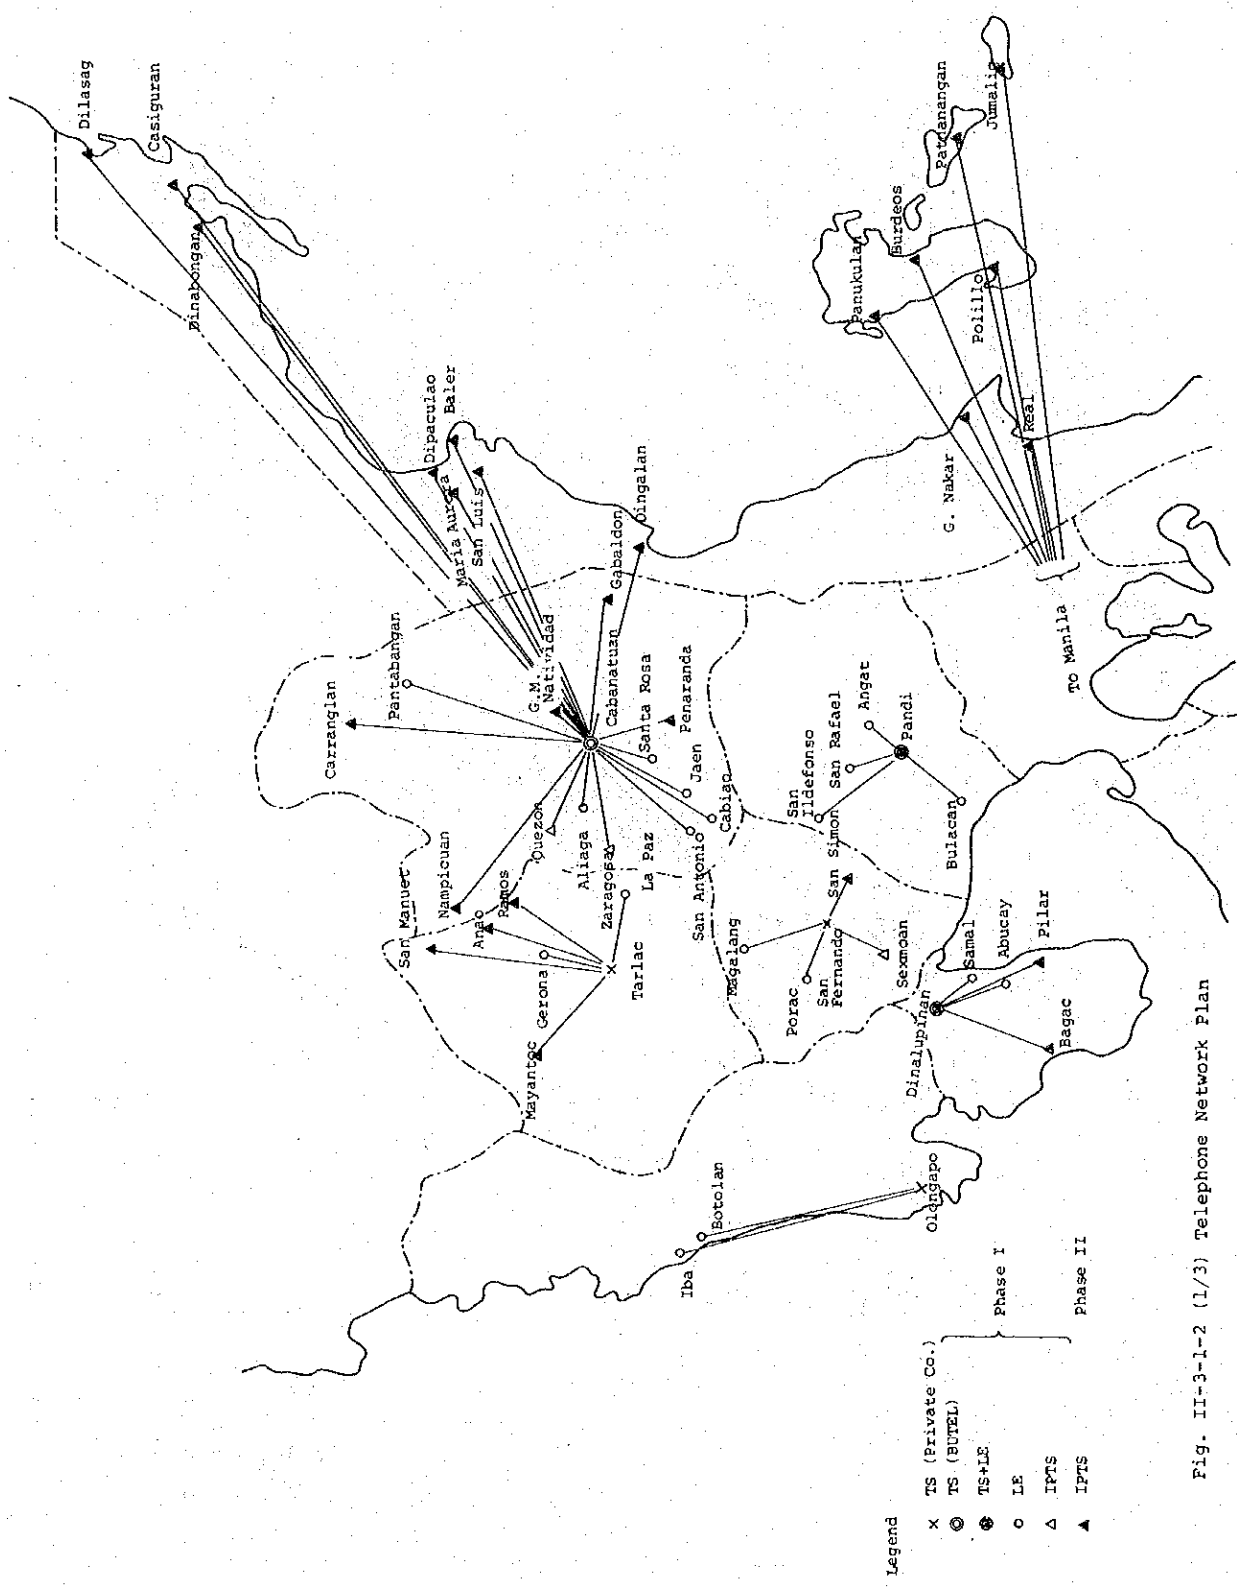 Dilasag
Casiguran
Dinabongan
Dipaculao
Baler
Maria Aurora
San Luis
Dingalan
Gabaldon
G.M.
Natividad
Cabanatuan
Santa Rosa
Penaranda
Jaen
Cabiao
Carranglan
Pantabangan
Nampicuan
San Manuet
Anao
Ramos
Quezon
Aliaga
Zaragosa
La Paz
San Antonio
Gerona
Tarlac
Mayantoc
Panukulan
Burdeos
Patnanangan
Jumalig
Polillo
G. Nakar
Real
To Manila
San
Ildefonso
San Rafael
Angat
Pandi
Bulacan
San Simon
Magalang
Porac
San
Fernando
Sexmoan
Dinalupihan
Samal
Abucay
Pilar
Bagac
Iba
Botolan
Olongapo
Legend
× TS (Private Co.)
◎ TS (BUTEL)
TS+LE
○ LE
△ IPTS
Phase I
▲ IPTS Phase II
Fig. II-3-1-2 (1/3) Telephone Network Plan